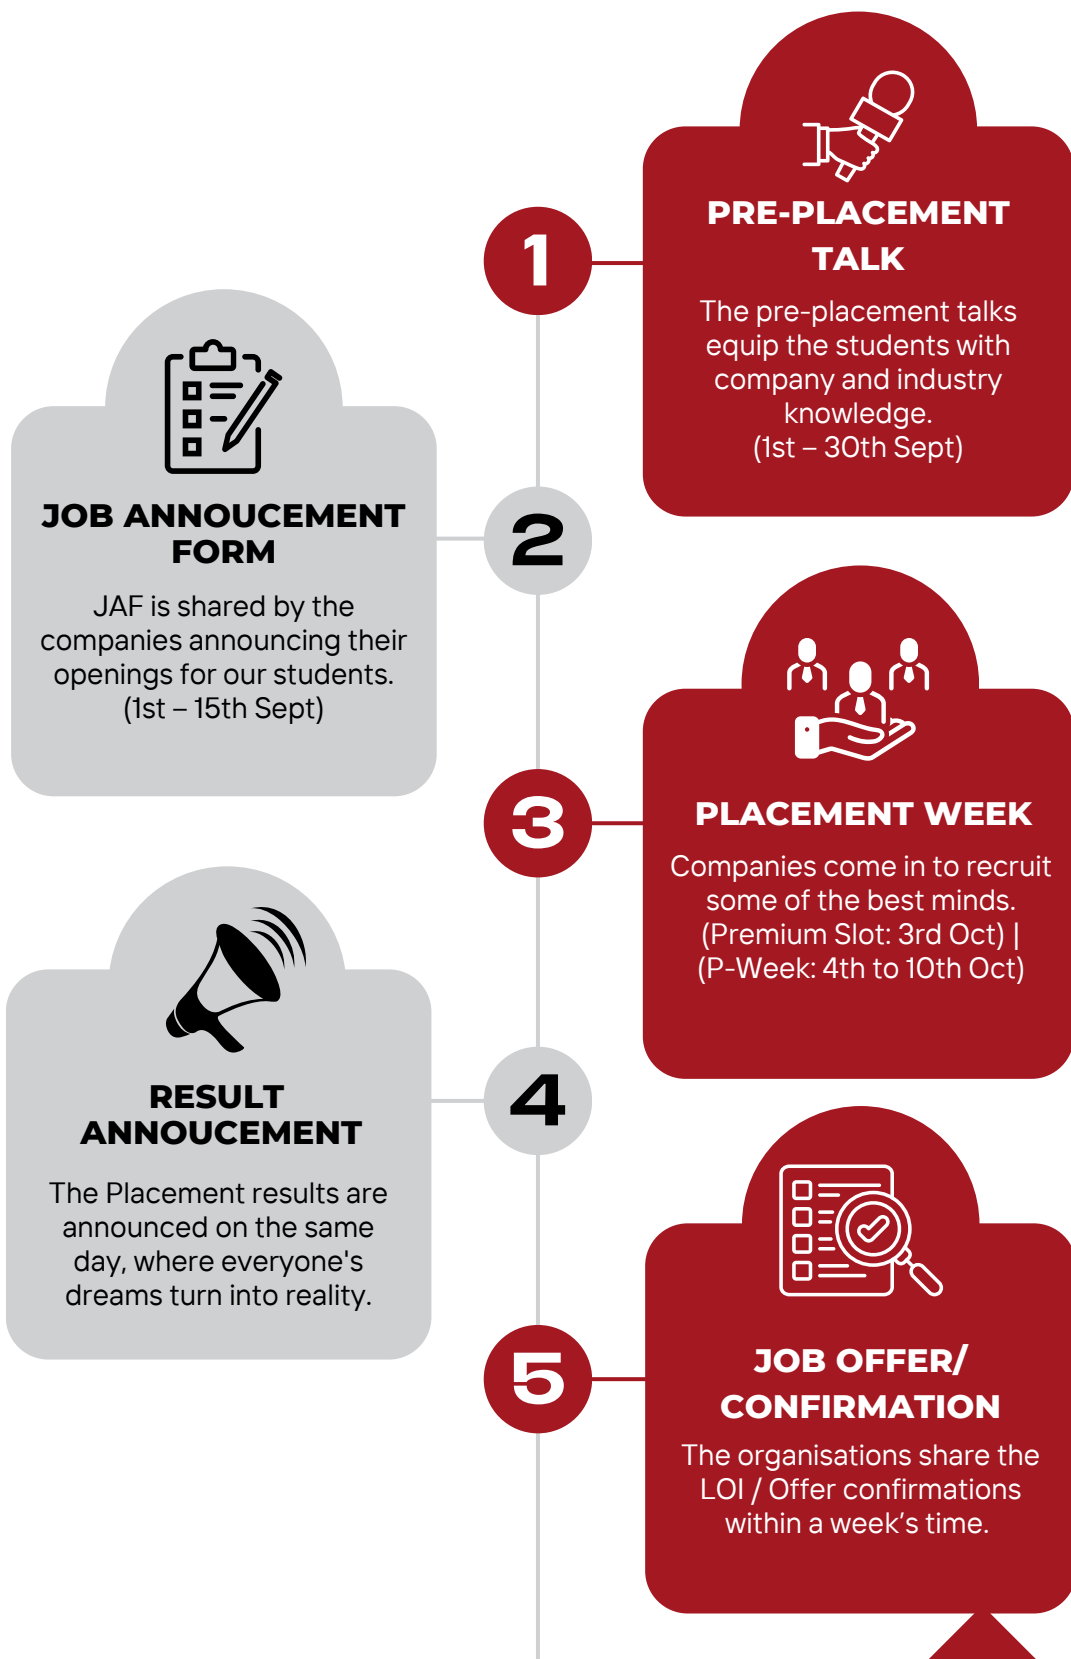 1
PRE-PLACEMENT
TALK
The pre-placement talks
equip the students with
company and industry
knowledge.
(1st – 30th Sept)
2
JOB ANNOUCEMENT
FORM
JAF is shared by the
companies announcing their
openings for our students.
(1st – 15th Sept)
3
PLACEMENT WEEK
Companies come in to recruit
some of the best minds.
(Premium Slot: 3rd Oct) |
(P-Week: 4th to 10th Oct)
4
RESULT
ANNOUCEMENT
The Placement results are
announced on the same
day, where everyone's
dreams turn into reality.
5
JOB OFFER/
CONFIRMATION
The organisations share the
LOI / Offer confirmations
within a week’s time.